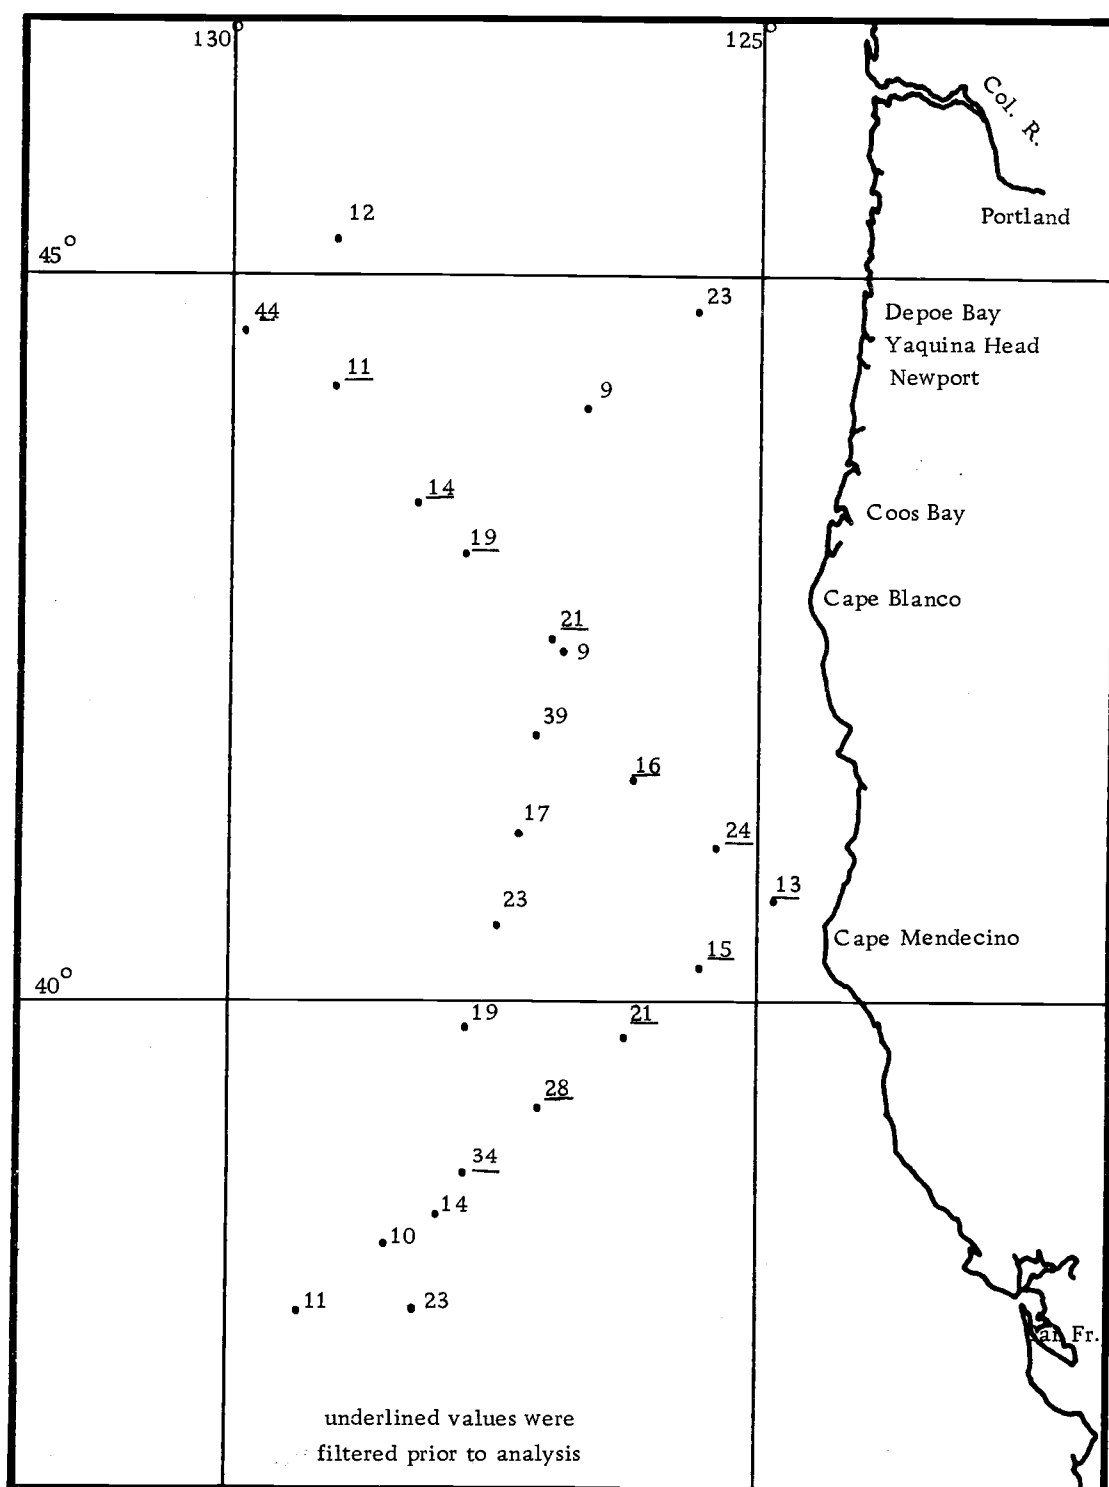 130°
125°
Col. R.
Portland
12
45°
23
44
Depoe Bay
Yaquina Head
11
Newport
9
14
Coos Bay
19
Cape Blanco
21
9
39
16
17
24
13
23
Cape Mendecino
15
40°
19
21
28
34
14
10
11
23
San Fr.
underlined values were
filtered prior to analysis